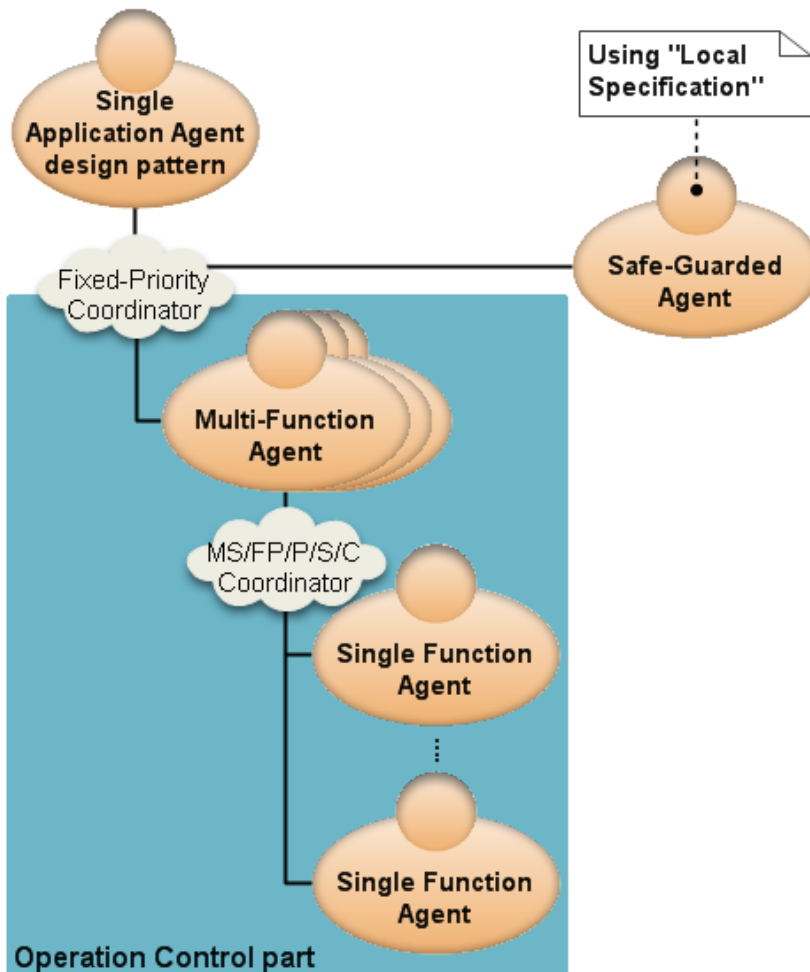 Single
Application Agent
design pattern
Using "Local
Specification"
Fixed-Priority
Coordinator
Safe-Guarded
Agent
Multi-Function
Agent
MS/FP/P/S/C
Coordinator
Single Function
Agent
Single Function
Agent
Operation Control part